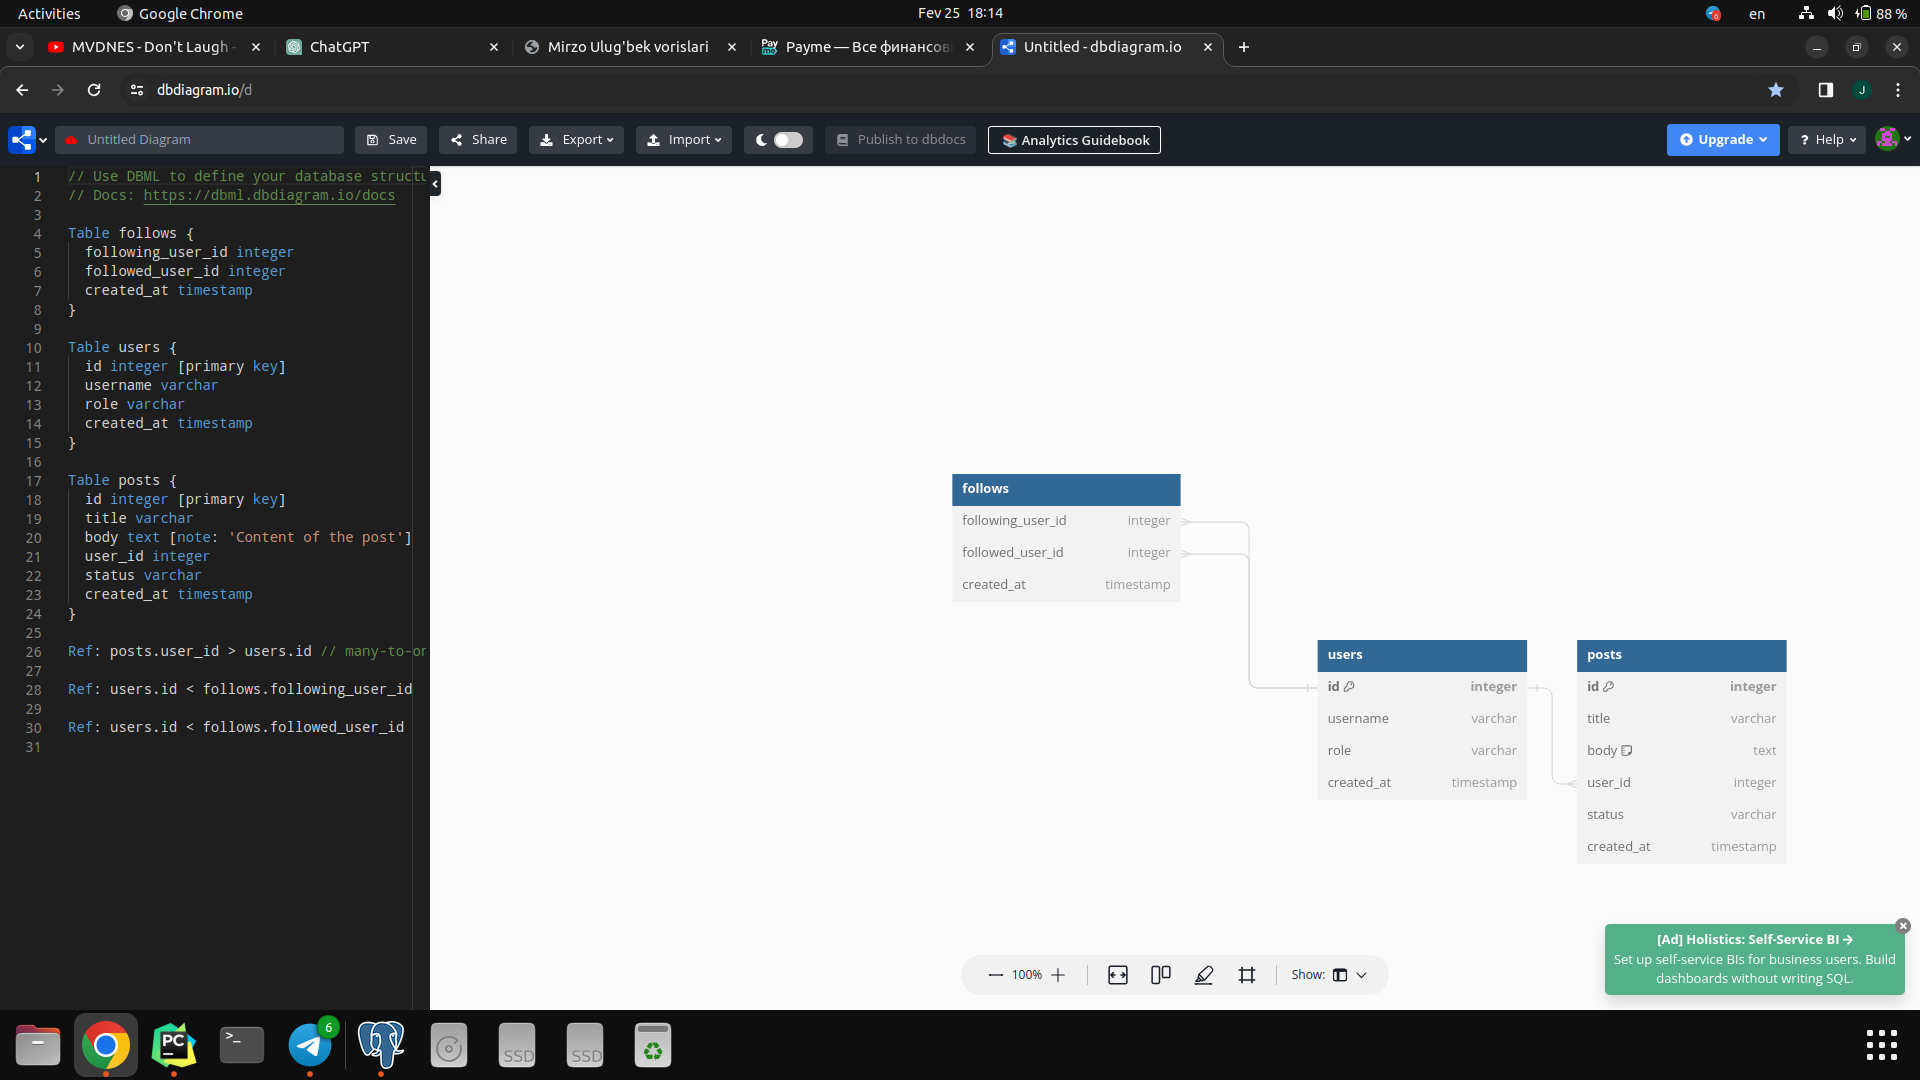 Activities
Google Chrome
Fev 25 18:14
en
88 %
MVDNES - Don't Laugh -
ChatGPT
Mirzo Ulug'bek vorislari
Payme — Все финансов
Untitled - dbdiagram.io
dbdiagram.io/d
J
Untitled Diagram
Save
Share
Export
Import
Publish to dbdocs
Analytics Guidebook
Upgrade
? Help
1 // Use DBML to define your database structu
2 // Docs: https://dbml.dbdiagram.io/docs
3
4 Table follows {
5 following_user_id integer
6 followed_user_id integer
7 created_at timestamp
8 }
9
10 Table users {
11 id integer [primary key]
12 username varchar
13 role varchar
14 created_at timestamp
15 }
16
17 Table posts {
18 id integer [primary key]
19 title varchar
20 body text [note: 'Content of the post']
21 user_id integer
22 status varchar
23 created_at timestamp
24 }
25
26 Ref: posts.user_id > users.id // many-to-on
27
28 Ref: users.id < follows.following_user_id
29
30 Ref: users.id < follows.followed_user_id
31
follows
following_user_id integer
followed_user_id integer
created_at timestamp
users
id integer
username varchar
role varchar
created_at timestamp
posts
id integer
title varchar
body text
user_id integer
status varchar
created_at timestamp
100%
Show:
[Ad] Holistics: Self-Service BI →
Set up self-service BIs for business users. Build
dashboards without writing SQL.
PC
>_
6
SSD
SSD